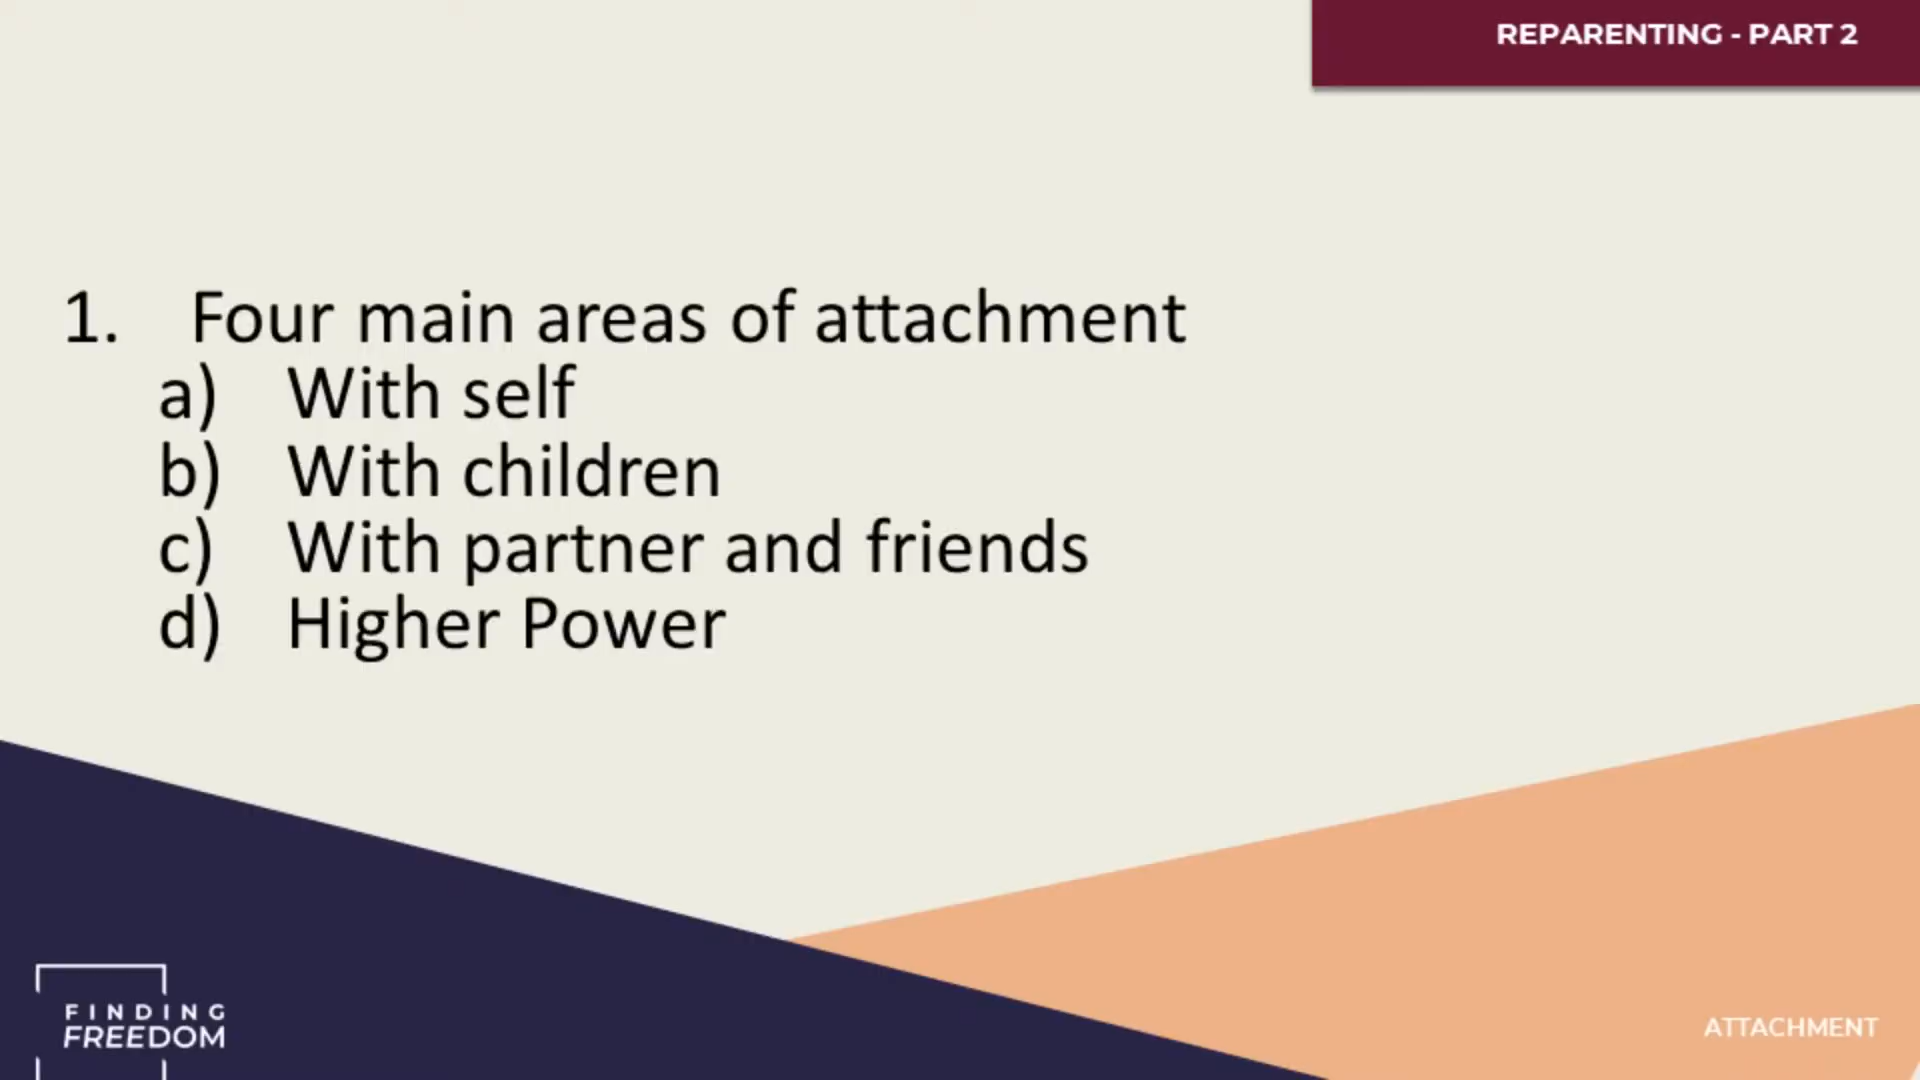 REPARENTING - PART 2
1. Four main areas of attachment
a) With self
b) With children
c) With partner and friends
d) Higher Power
FINDING
FREEDOM
ATTACHMENT